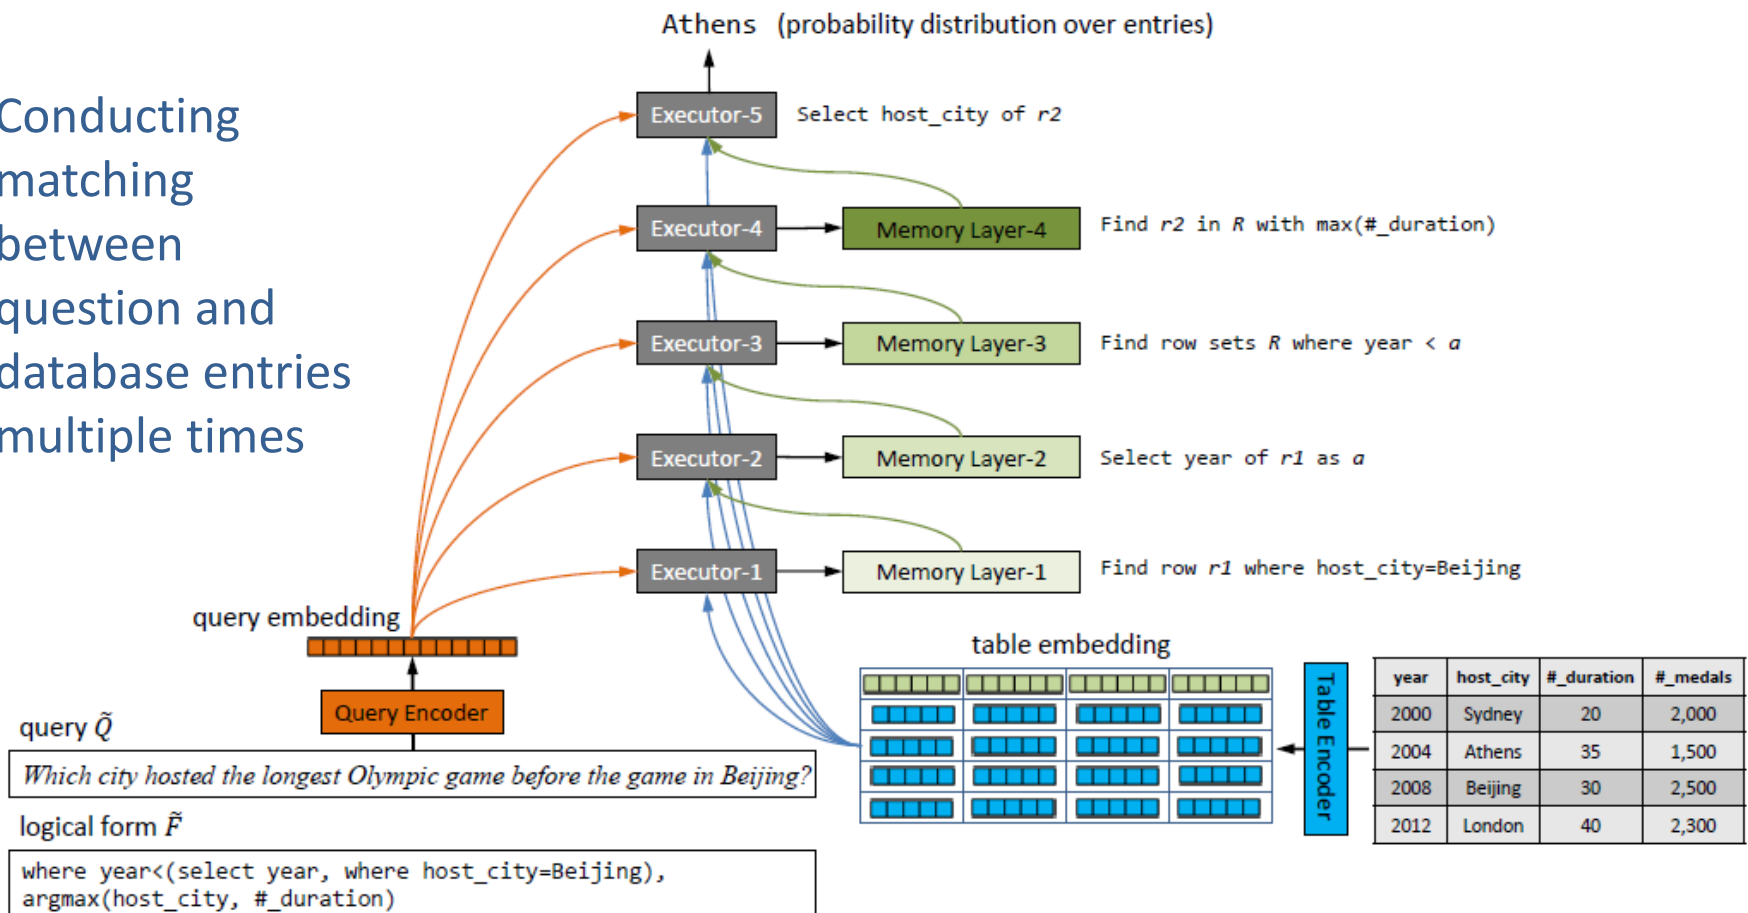 Athens (probability distribution over entries)
Conducting
matching
between
question and
database entries
multiple times
Executor-5
Select host_city of r2
Executor-4
Memory Layer-4
Find r2 in R with max(#_duration)
Executor-3
Memory Layer-3
Find row sets R where year < a
Executor-2
Memory Layer-2
Select year of r1 as a
Executor-1
Memory Layer-1
Find row r1 where host_city=Beijing
query embedding
Query Encoder
query Q̃
Which city hosted the longest Olympic game before the game in Beijing?
logical form F̃
where year<(select year, where host_city=Beijing),
argmax(host_city, #_duration)
table embedding
Table Encoder
year host_city #_duration #_medals
2000 Sydney 20 2,000
2004 Athens 35 1,500
2008 Beijing 30 2,500
2012 London 40 2,300